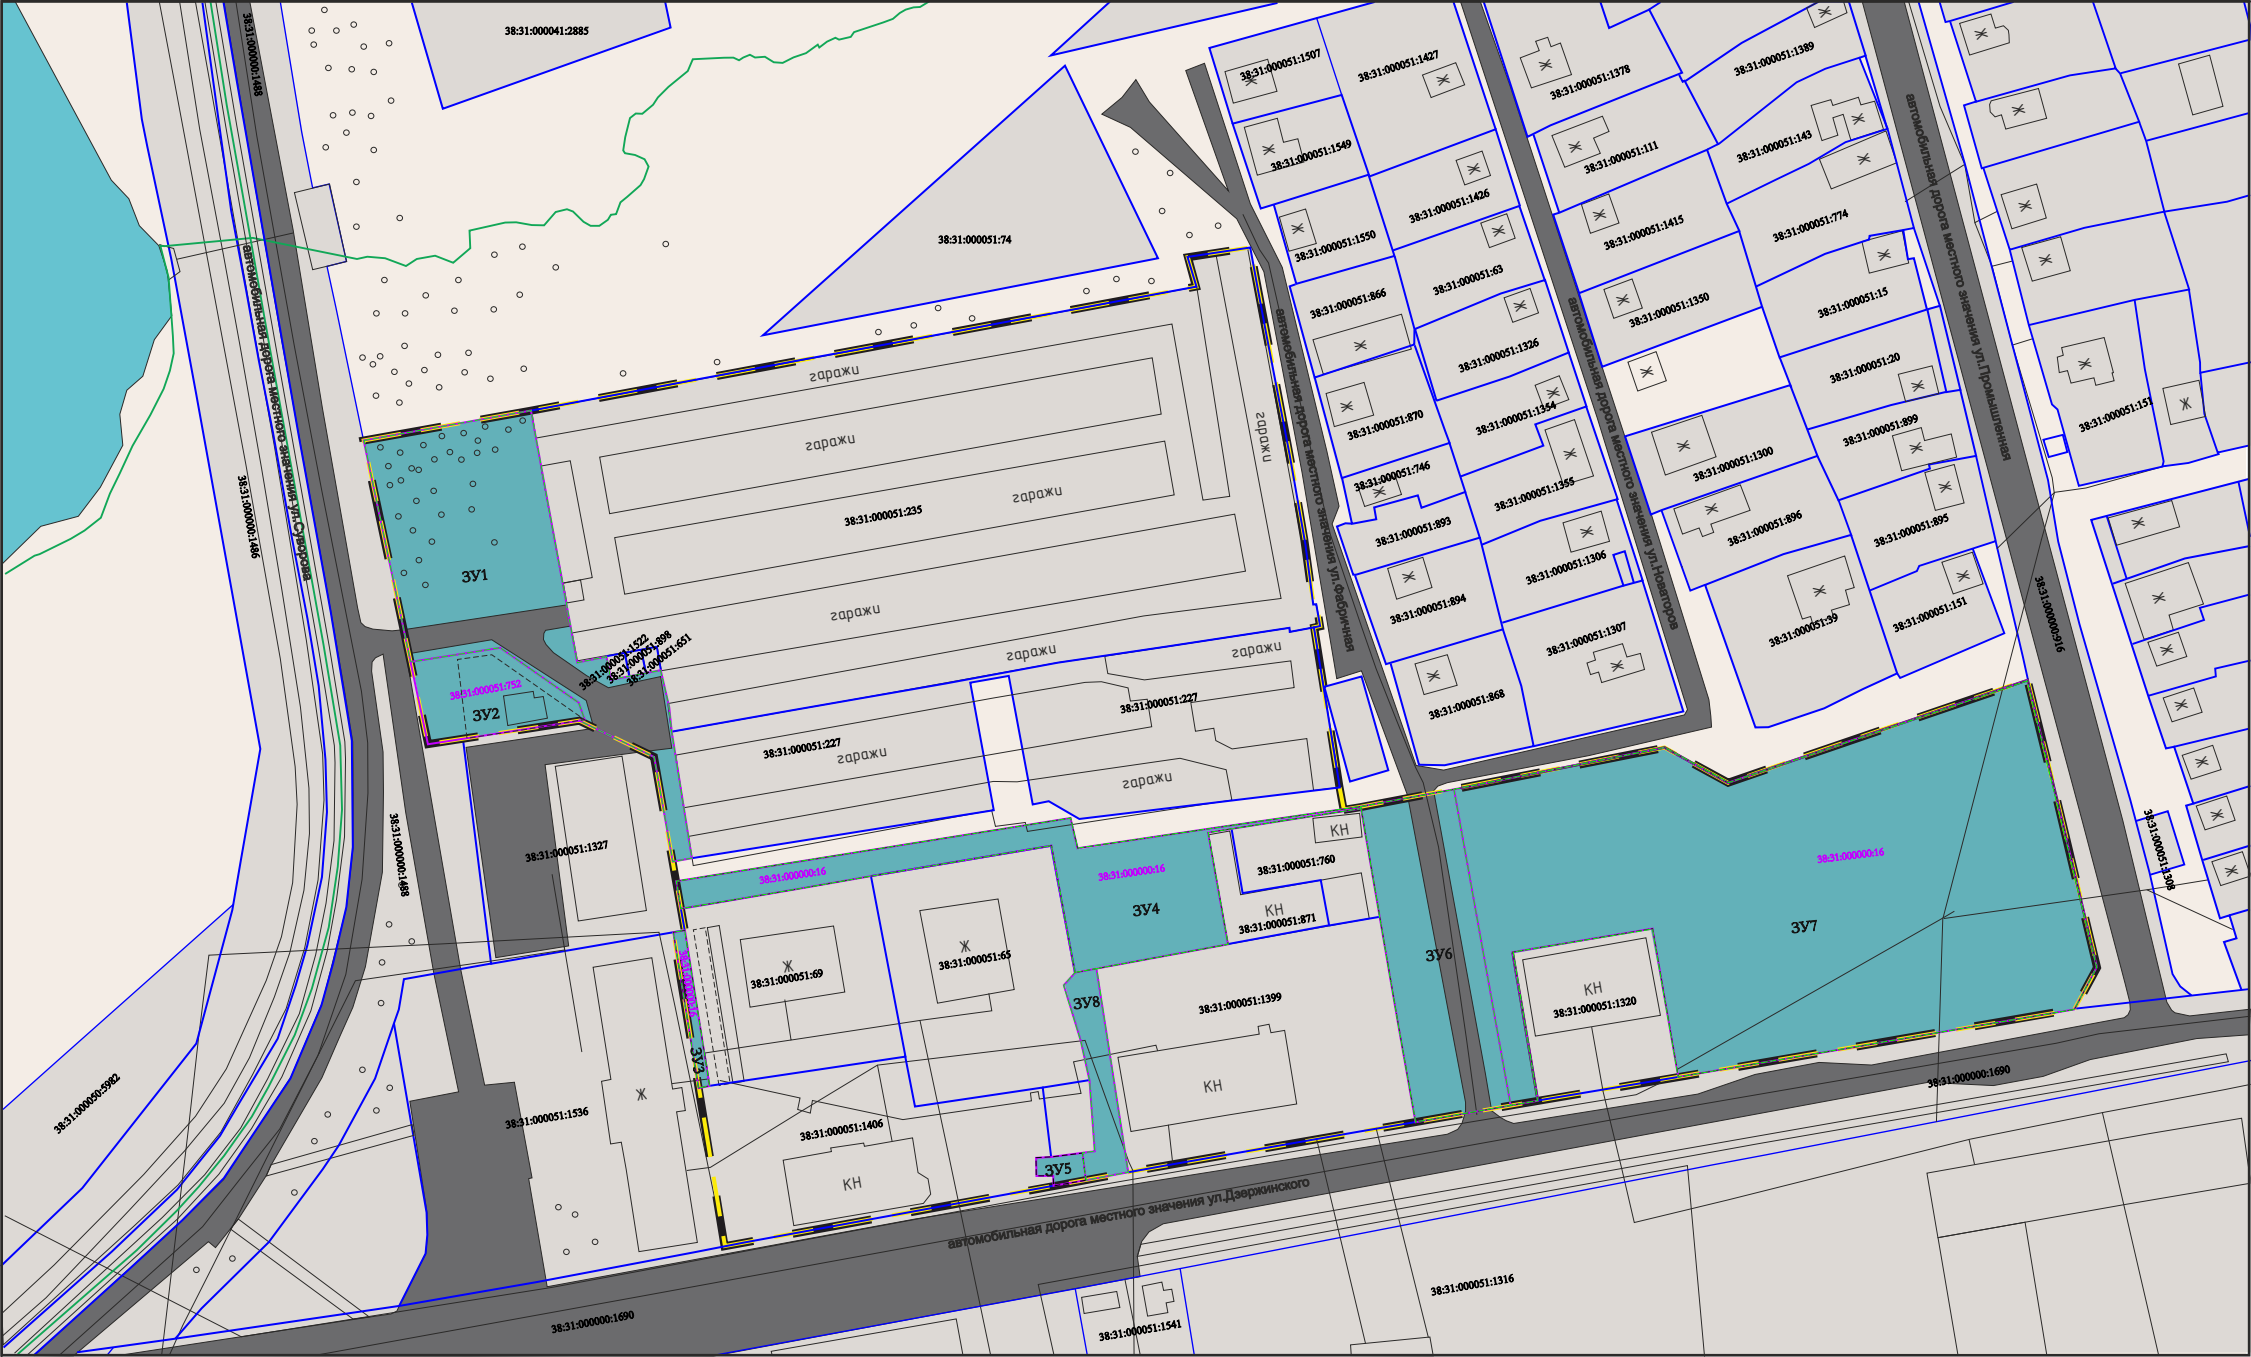 38:31:000041:2885
38:31:000000:1488
38:31:000051:1507
38:31:000051:1427
38:31:000051:1378
38:31:000051:1389
38:31:000051:1549
38:31:000051:111
38:31:000051:143
38:31:000051:1426
38:31:000051:1550
38:31:000051:1415
38:31:000051:774
38:31:000051:74
38:31:000051:63
38:31:000051:866
38:31:000051:1350
38:31:000051:15
38:31:000051:1326
38:31:000051:20
38:31:000051:870
38:31:000051:1354
38:31:000051:899
38:31:000051:151
Ж
автомобильная дорога местного значения ул.Суворова
автомобильная дорога местного значения ул.Фабричная
автомобильная дорога местного значения ул.Новаторов
автомобильная дорога местного значения ул.Промышленная
гаражи
гаражи
гаражи
гаражи
38:31:000051:235
38:31:000051:746
38:31:000051:1300
38:31:000051:1355
38:31:000051:893
38:31:000051:896
38:31:000051:895
38:31:000000:1486
ЗУ1
38:31:000051:1306
38:31:000051:894
38:31:000051:39
38:31:000051:151
38:31:000000:916
гаражи
38:31:000051:1522
38:31:000051:898
38:31:000051:651
гаражи
гаражи
38:31:000051:1307
38:31:000051:752
ЗУ2
38:31:000051:227
38:31:000051:868
38:31:000051:227
гаражи
гаражи
38:31:000000:1488
38:31:000051:1327
38:31:000000:16
38:31:000000:16
ЗУ4
КН
38:31:000051:760
КН
38:31:000051:871
38:31:000000:16
ЗУ7
38:31:000051:1308
Ж
38:31:000051:69
Ж
38:31:000051:65
ЗУ6
38:31:000000:16
ЗУ3
ЗУ8
38:31:000051:1399
КН
38:31:000051:1320
38:31:000050:5982
38:31:000051:1536
Ж
38:31:000051:1406
КН
КН
38:31:000000:1690
ЗУ5
автомобильная дорога местного значения ул.Дзержинского
38:31:000000:1690
38:31:000051:1541
38:31:000051:1316